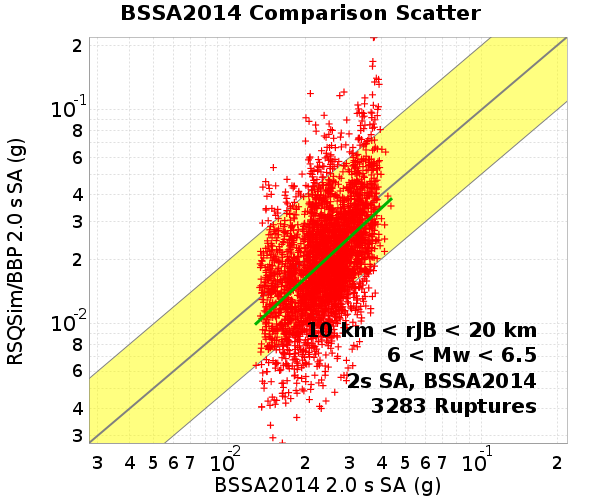 BSSA2014 Comparison Scatter
RSQSim/BBP 2.0 s SA (g)
2
10-1
8
6
4
3
2
10-2
8
6
4
3
10 km < rJB < 20 km
6 < Mw < 6.5
2s SA, BSSA2014
3283 Ruptures
3 4 5 6 7 10-2 2 3 4 5 6 7 10-1 2
BSSA2014 2.0 s SA (g)